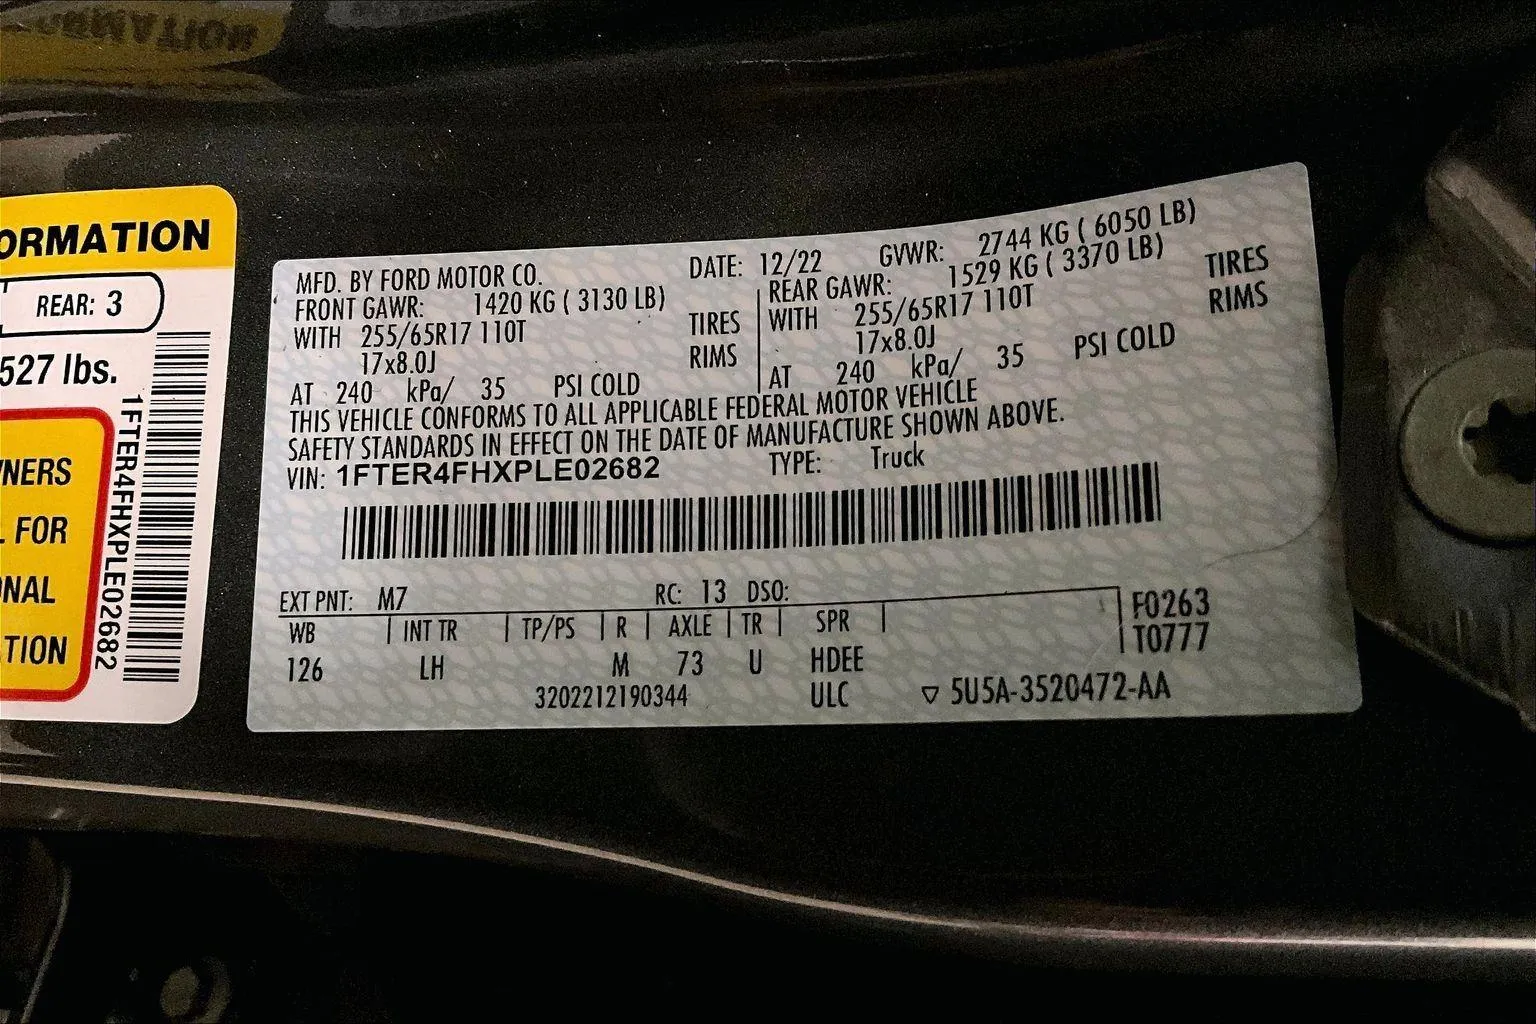 ORMATION
REAR: 3
527 lbs.
NERS
FOR
NAL
TION
1FTER4FHXPLE02682
MFD. BY FORD MOTOR CO. DATE: 12/22 GVWR: 2744 KG ( 6050 LB)
FRONT GAWR: 1420 KG ( 3130 LB) REAR GAWR: 1529 KG ( 3370 LB)
WITH 255/65R17 110T TIRES WITH 255/65R17 110T TIRES
17x8.0J RIMS 17x8.0J RIMS
AT 240 kPa/ 35 PSI COLD AT 240 kPa/ 35 PSI COLD
THIS VEHICLE CONFORMS TO ALL APPLICABLE FEDERAL MOTOR VEHICLE
SAFETY STANDARDS IN EFFECT ON THE DATE OF MANUFACTURE SHOWN ABOVE.
VIN: 1FTER4FHXPLE02682 TYPE: Truck
EXT PNT: M7 RC: 13 DSO: F0263
WB INT TR TP/PS R AXLE TR SPR T0777
126 LH M 73 U HDEE
3202212190344 ULC ▽ 5U5A-3520472-AA